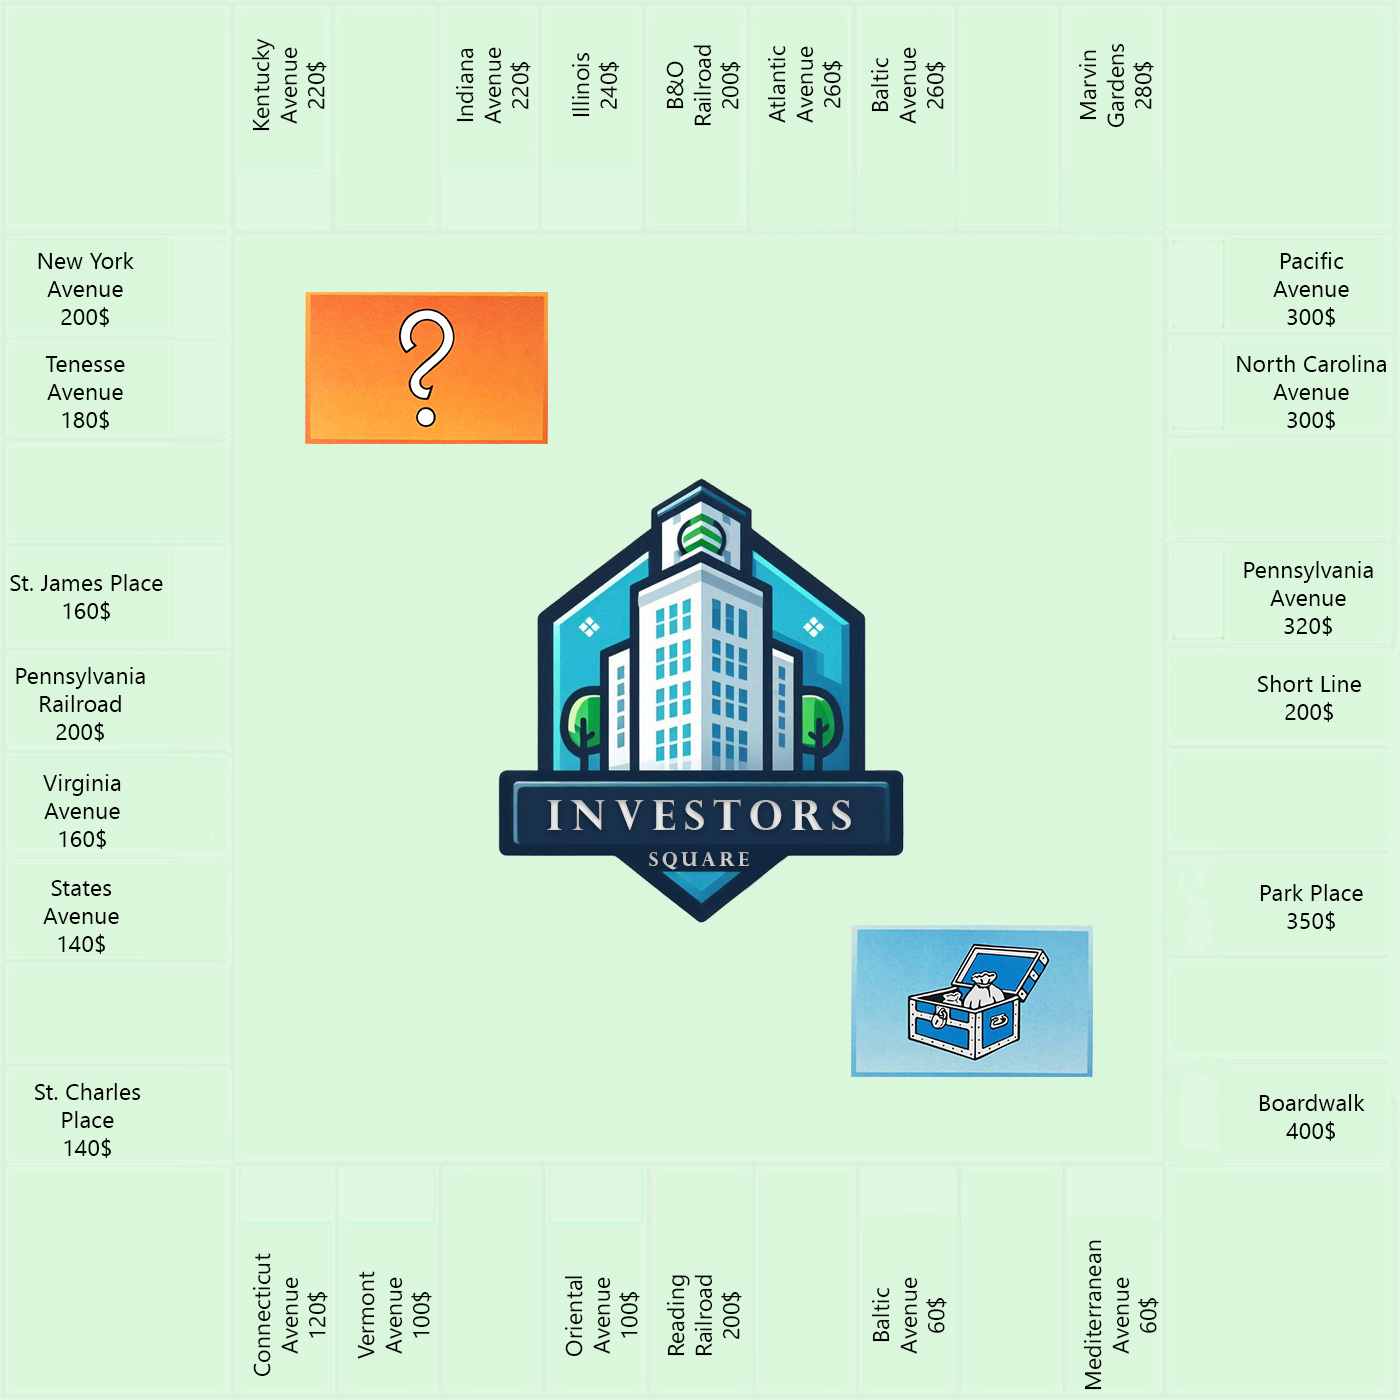 Kentucky
Avenue
220$
Indiana
Avenue
220$
Illinois
240$
B&O
Railroad
200$
Atlantic
Avenue
260$
Baltic
Avenue
260$
Marvin
Gardens
280$
New York
Avenue
200$
Tenesse
Avenue
180$
St. James Place
160$
Pennsylvania
Railroad
200$
Virginia
Avenue
160$
States
Avenue
140$
St. Charles
Place
140$
?
INVESTORS
SQUARE
Pacific
Avenue
300$
North Carolina
Avenue
300$
Pennsylvania
Avenue
320$
Short Line
200$
Park Place
350$
Boardwalk
400$
Connecticut
Avenue
120$
Vermont
Avenue
100$
Oriental
Avenue
100$
Reading
Railroad
200$
Baltic
Avenue
60$
Mediterranean
Avenue
60$